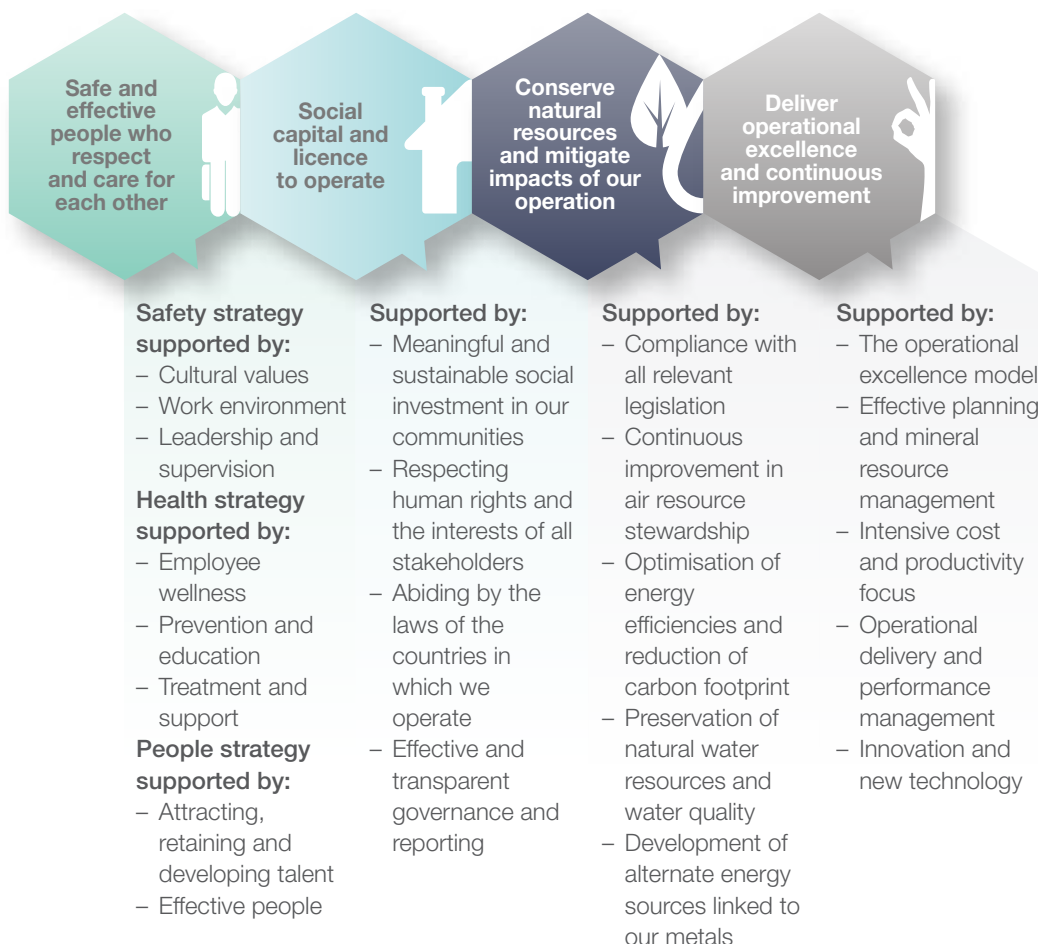 Safe and
effective
people who
respect
and care for
each other
Social
capital and
licence
to operate
Conserve
natural
resources
and mitigate
impacts of our
operation
Deliver
operational
excellence
and continuous
improvement
Safety strategy
supported by:
– Cultural values
– Work environment
– Leadership and
supervision
Health strategy
supported by:
– Employee
wellness
– Prevention and
education
– Treatment and
support
People strategy
supported by:
– Attracting,
retaining and
developing talent
– Effective people
Supported by:
– Meaningful and
sustainable social
investment in our
communities
– Respecting
human rights and
the interests of all
stakeholders
– Abiding by the
laws of the
countries in
which we
operate
– Effective and
transparent
governance and
reporting
Supported by:
– Compliance with
all relevant
legislation
– Continuous
improvement in
air resource
stewardship
– Optimisation of
energy
efficiencies and
reduction of
carbon footprint
– Preservation of
natural water
resources and
water quality
– Development of
alternate energy
sources linked to
our metals
Supported by:
– The operational
excellence model
– Effective planning
and mineral
resource
management
– Intensive cost
and productivity
focus
– Operational
delivery and
performance
management
– Innovation and
new technology